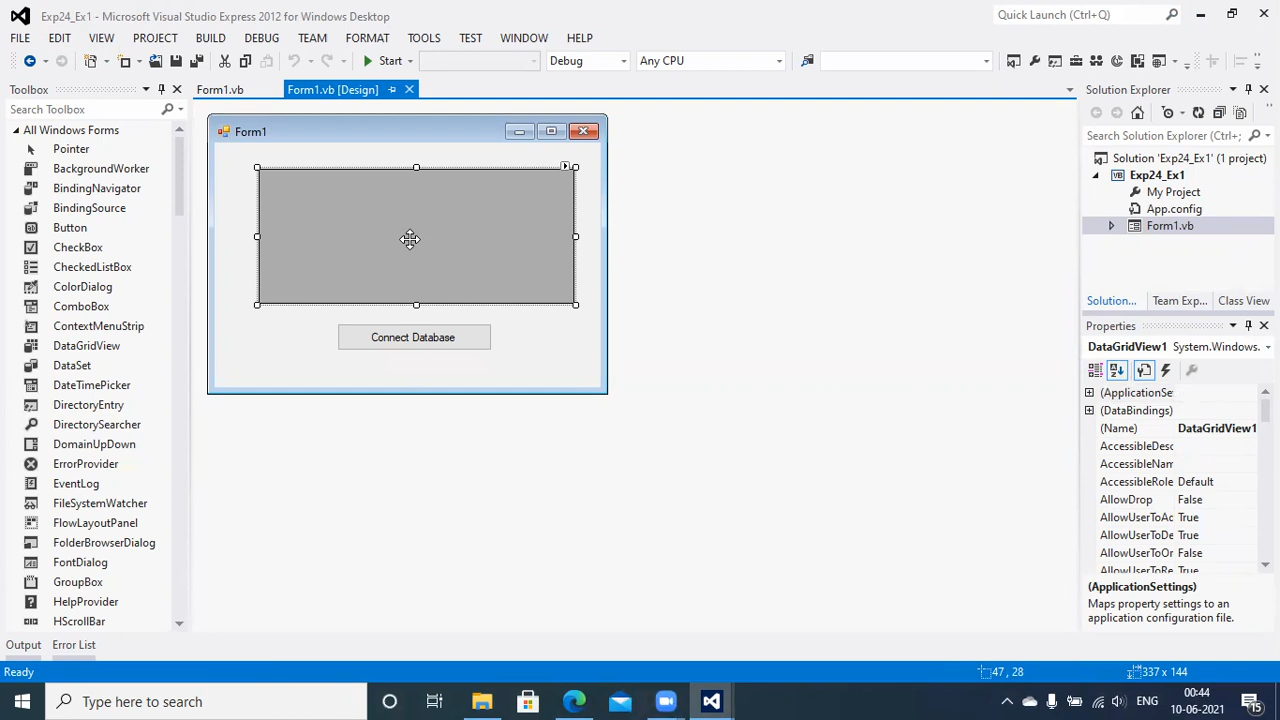 Exp24_Ex1 - Microsoft Visual Studio Express 2012 for Windows Desktop
Quick Launch (Ctrl+Q)
FILE EDIT VIEW PROJECT BUILD DEBUG TEAM FORMAT TOOLS TEST WINDOW HELP
Start Debug Any CPU
Toolbox
Form1.vb Form1.vb [Design]
Solution Explorer
Search Toolbox
Search Solution Explorer (Ctrl+;
All Windows Forms
Pointer
BackgroundWorker
BindingNavigator
BindingSource
Button
CheckBox
CheckedListBox
ColorDialog
ComboBox
ContextMenuStrip
DataGridView
DataSet
DateTimePicker
DirectoryEntry
DirectorySearcher
DomainUpDown
ErrorProvider
EventLog
FileSystemWatcher
FlowLayoutPanel
FolderBrowserDialog
FontDialog
GroupBox
HelpProvider
HScrollBar
Form1
Connect Database
Solution 'Exp24_Ex1' (1 project)
VB Exp24_Ex1
My Project
App.config
Form1.vb
Solution... Team Exp... Class View
Properties
DataGridView1 System.Windows.
(ApplicationSe
(DataBindings)
(Name) DataGridView1
AccessibleDesc
AccessibleNam
AccessibleRole Default
AllowDrop False
AllowUserToAc True
AllowUserToDe True
AllowUserToOr False
AllowUserToRe True
(ApplicationSettings)
Maps property settings to an
application configuration file.
Output Error List
Ready 47 , 28 337 x 144
Type here to search
ENG 00:44
10-06-2021
15